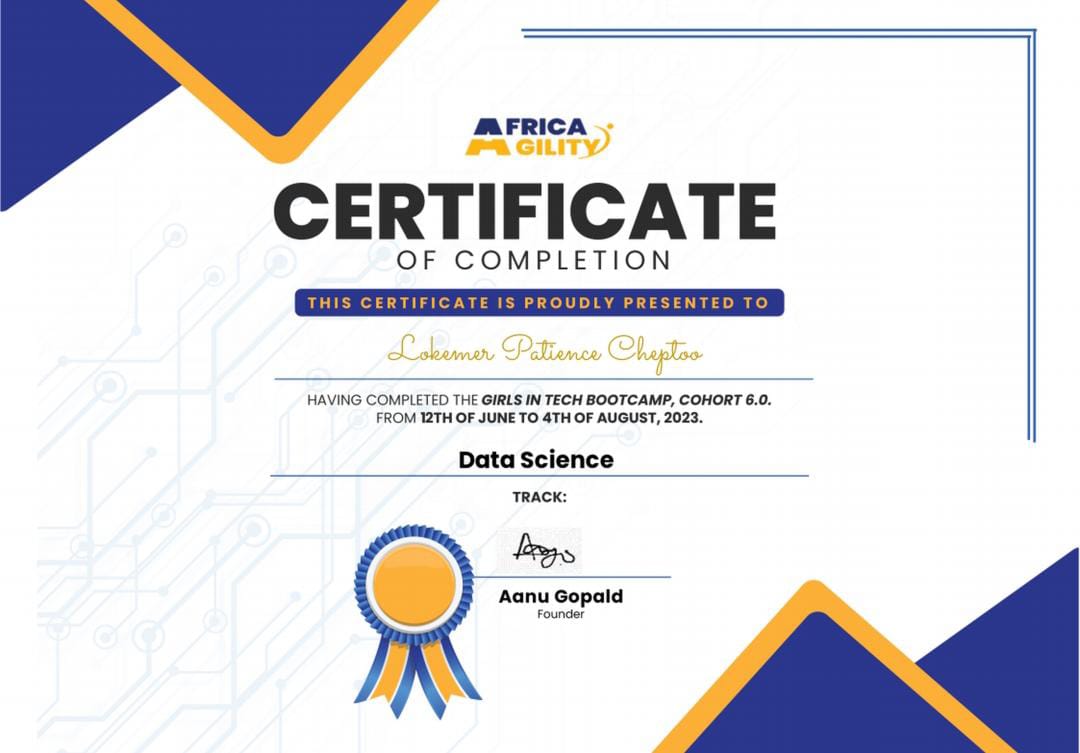 AFRICA
AGILITY
CERTIFICATE
OF COMPLETION
THIS CERTIFICATE IS PROUDLY PRESENTED TO
Lokemer Patience Cheptoo
HAVING COMPLETED THE GIRLS IN TECH BOOTCAMP, COHORT 6.0.
FROM 12TH OF JUNE TO 4TH OF AUGUST, 2023.
Data Science
TRACK:
Aanu Gopald
Founder